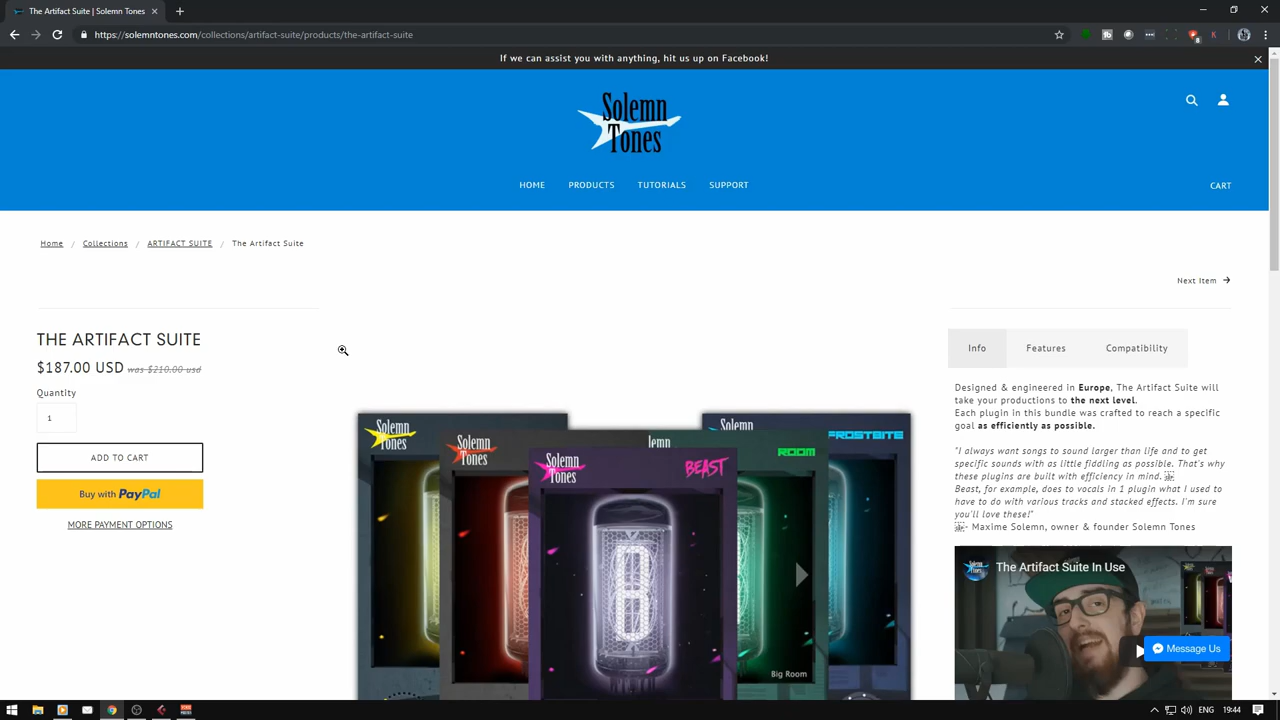 The Artifact Suite | Solemn Tones
https://solemntones.com/collections/artifact-suite/products/the-artifact-suite
If we can assist you with anything, hit us up on Facebook!
Solemn
Tones
HOME PRODUCTS TUTORIALS SUPPORT
CART
Home / Collections / ARTIFACT SUITE / The Artifact Suite
Next Item →
THE ARTIFACT SUITE
$187.00 USD was $210.00 usd
Quantity
1
ADD TO CART
Buy with PayPal
MORE PAYMENT OPTIONS
Solemn
Tones
Solemn
Tones
Solemn
Tones
BEAST
lemn
ROOM
Solemn
FROSTBITE
8
Big Room
Info Features Compatibility
Designed & engineered in Europe, The Artifact Suite will
take your productions to the next level.
Each plugin in this bundle was crafted to reach a specific
goal as efficiently as possible.
"I always want songs to sound larger than life and to get
specific sounds with as little fiddling as possible. That's why
these plugins are built with efficiency in mind.
Beast, for example, does to vocals in 1 plugin what I used to
have to do with various tracks and stacked effects. I'm sure
you'll love these!"
- Maxime Solemn, owner & founder Solemn Tones
The Artifact Suite In Use
Message Us
ENG 19:44